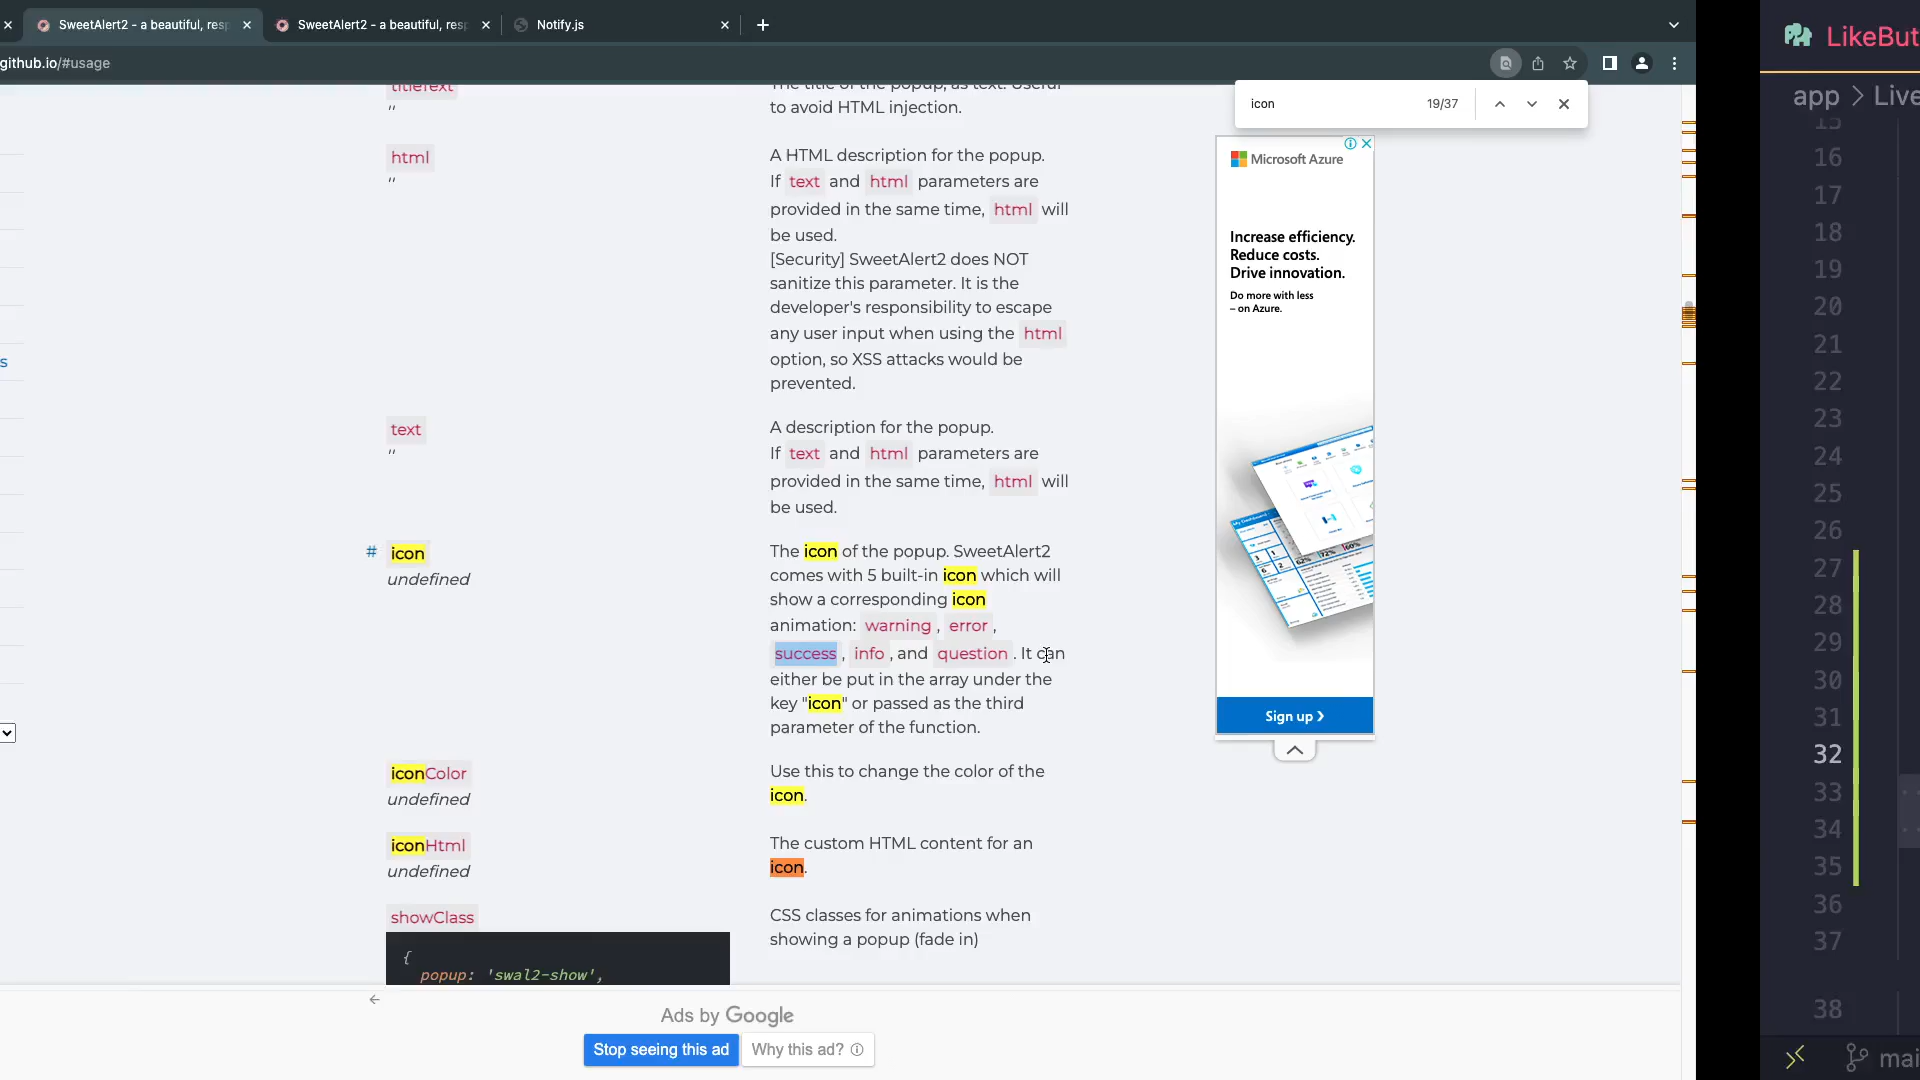 SweetAlert2 - a beautiful, resp
SweetAlert2 - a beautiful, resp
Notify.js
github.io/#usage
icon
19/37
titleText
''
The title of the popup, as text. Useful
to avoid HTML injection.
html
''
A HTML description for the popup.
If text and html parameters are
provided in the same time, html will
be used.
[Security] SweetAlert2 does NOT
sanitize this parameter. It is the
developer's responsibility to escape
any user input when using the html
option, so XSS attacks would be
prevented.
text
''
A description for the popup.
If text and html parameters are
provided in the same time, html will
be used.
# icon
undefined
The icon of the popup. SweetAlert2
comes with 5 built-in icon which will
show a corresponding icon
animation: warning , error ,
success , info , and question . It can
either be put in the array under the
key "icon" or passed as the third
parameter of the function.
iconColor
undefined
Use this to change the color of the
icon.
iconHtml
undefined
The custom HTML content for an
icon.
showClass
{
popup: 'swal2-show',
CSS classes for animations when
showing a popup (fade in)
s
Microsoft Azure
Increase efficiency.
Reduce costs.
Drive innovation.
Do more with less
– on Azure.
Sign up
Ads by Google
Stop seeing this ad
Why this ad?
LikeBut
app > Live
15
16
17
18
19
20
21
22
23
24
25
26
27
28
29
30
31
32
33
34
35
36
37
38
mai